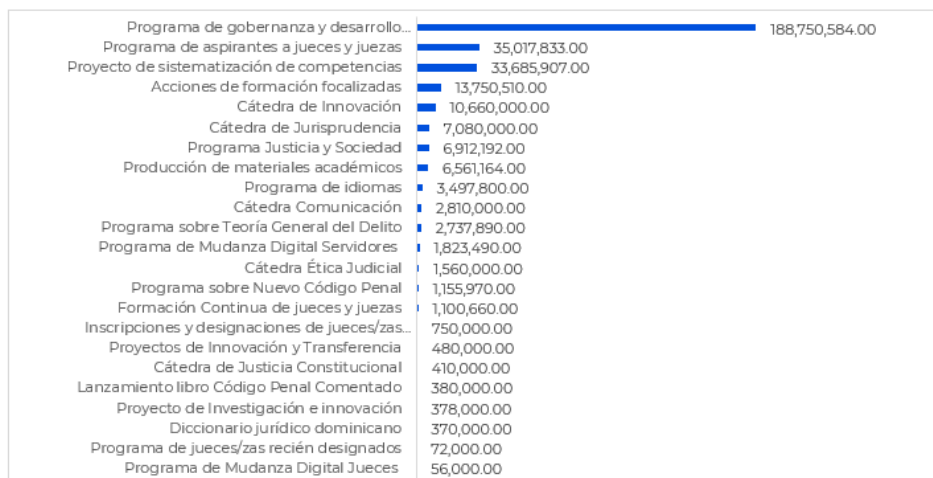 Programa de gobernanza y desarrollo... 188,750,584.00
Programa de aspirantes a jueces y juezas 35,017,833.00
Proyecto de sistematización de competencias 33,685,907.00
Acciones de formación focalizadas 13,750,510.00
Cátedra de Innovación 10,660,000.00
Cátedra de Jurisprudencia 7,080,000.00
Programa Justicia y Sociedad 6,912,192.00
Producción de materiales académicos 6,561,164.00
Programa de idiomas 3,497,800.00
Cátedra Comunicación 2,810,000.00
Programa sobre Teoría General del Delito 2,737,890.00
Programa de Mudanza Digital Servidores 1,823,490.00
Cátedra Ética Judicial 1,560,000.00
Programa sobre Nuevo Código Penal 1,155,970.00
Formación Continua de jueces y juezas 1,100,660.00
Inscripciones y designaciones de jueces/zas... 750,000.00
Proyectos de Innovación y Transferencia 480,000.00
Cátedra de Justicia Constitucional 410,000.00
Lanzamiento libro Código Penal Comentado 380,000.00
Proyecto de Investigación e innovación 378,000.00
Diccionario jurídico dominicano 370,000.00
Programa de jueces/zas recién designados 72,000.00
Programa de Mudanza Digital Jueces 56,000.00